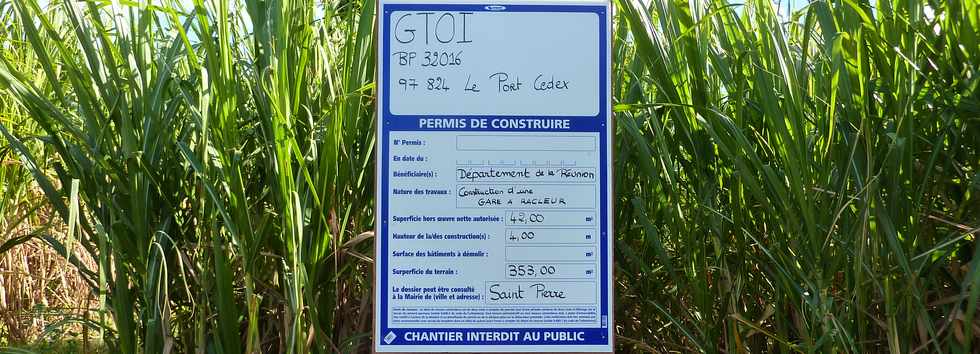 GTOI
BP 32016
97 824 Le Port Cedex
PERMIS DE CONSTRUIRE
N° Permis :
En date du :
Bénéficiaire(s) : Département de la Réunion
Nature des travaux : Construction d'une
GARE A RACLEUR
Superficie hors œuvre nette autorisée : 42,00 m²
Hauteur de la/des construction(s) : 4,00 m
Surface des bâtiments à démolir : m²
Surperficie du terrain : 353,00 m²
Le dossier peut être consulté
à la Mairie de (ville et adresse) : Saint Pierre
CHANTIER INTERDIT AU PUBLIC